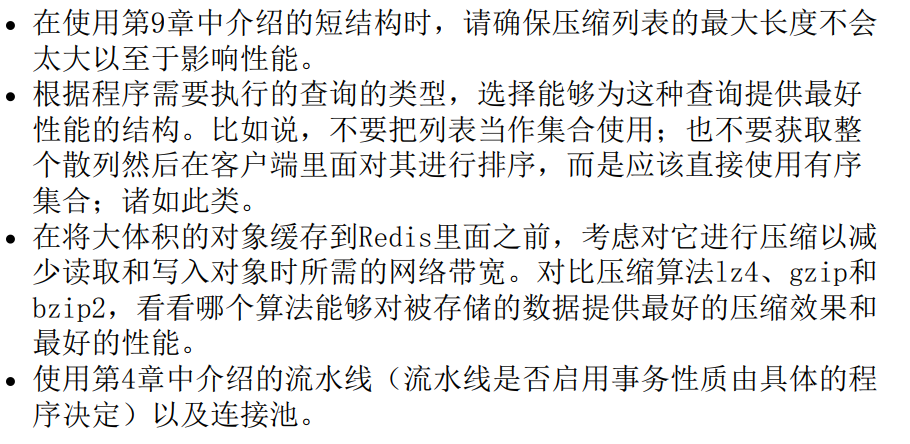 • 在使用第9章中介绍的短结构时，请确保压缩列表的最大长度不会
太大以至于影响性能。
• 根据程序需要执行的查询的类型，选择能够为这种查询提供最好
性能的结构。比如说，不要把列表当作集合使用；也不要获取整
个散列然后在客户端里面对其进行排序，而是应该直接使用有序
集合；诸如此类。
• 在将大体积的对象缓存到Redis里面之前，考虑对它进行压缩以减
少读取和写入对象时所需的网络带宽。对比压缩算法lz4、gzip和
bzip2，看看哪个算法能够对被存储的数据提供最好的压缩效果和
最好的性能。
• 使用第4章中介绍的流水线（流水线是否启用事务性质由具体的程
序决定）以及连接池。